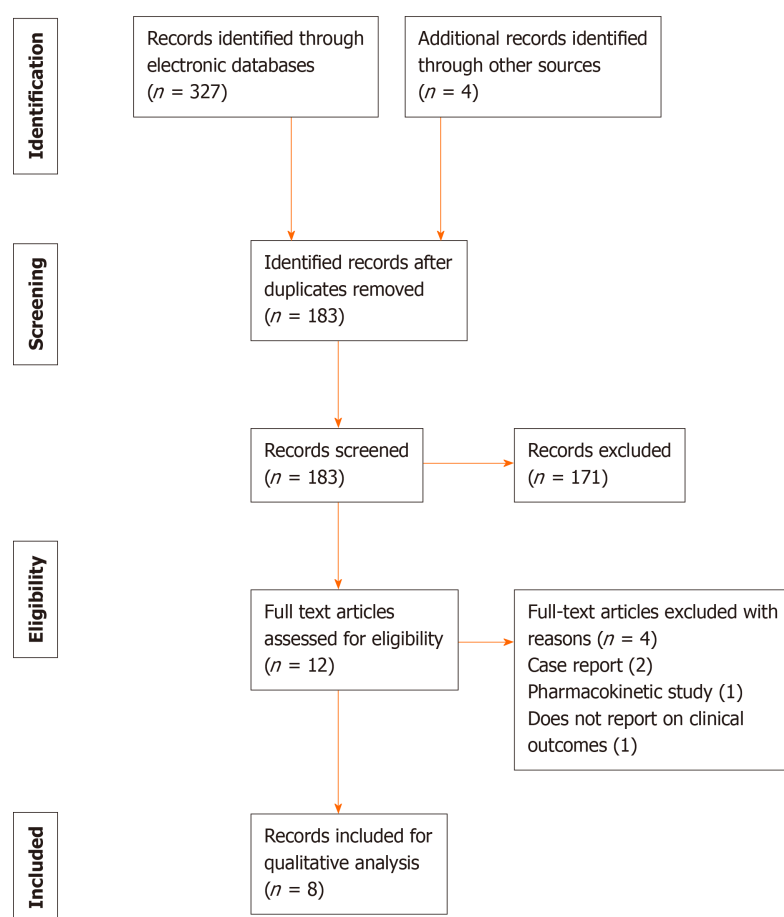 Identification
Records identified through
electronic databases
(n = 327)
Additional records identified
through other sources
(n = 4)
Screening
Identified records after
duplicates removed
(n = 183)
Records screened
(n = 183)
Records excluded
(n = 171)
Eligibility
Full text articles
assessed for eligibility
(n = 12)
Full-text articles excluded with
reasons (n = 4)
Case report (2)
Pharmacokinetic study (1)
Does not report on clinical
outcomes (1)
Included
Records included for
qualitative analysis
(n = 8)